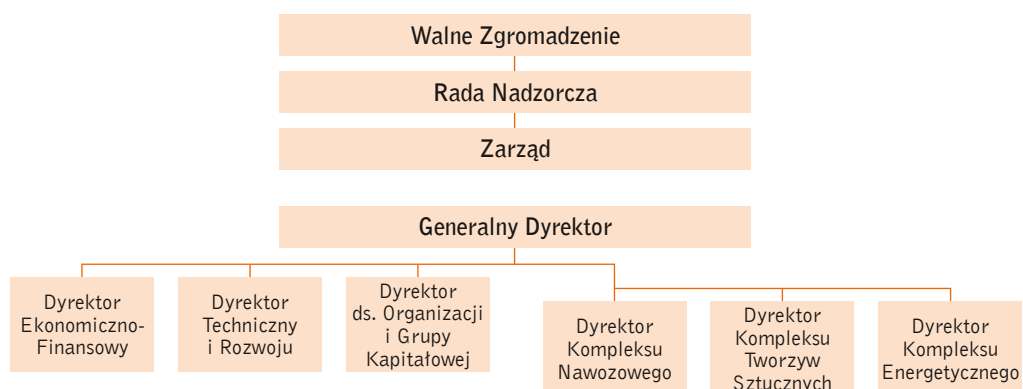 Walne Zgromadzenie
Rada Nadzorcza
Zarząd
Generalny Dyrektor
Dyrektor
Ekonomiczno-
Finansowy
Dyrektor
Techniczny
i Rozwoju
Dyrektor
ds. Organizacji
i Grupy
Kapitałowej
Dyrektor
Kompleksu
Nawozowego
Dyrektor
Kompleksu
Tworzyw
Sztucznych
Dyrektor
Kompleksu
Energetycznego